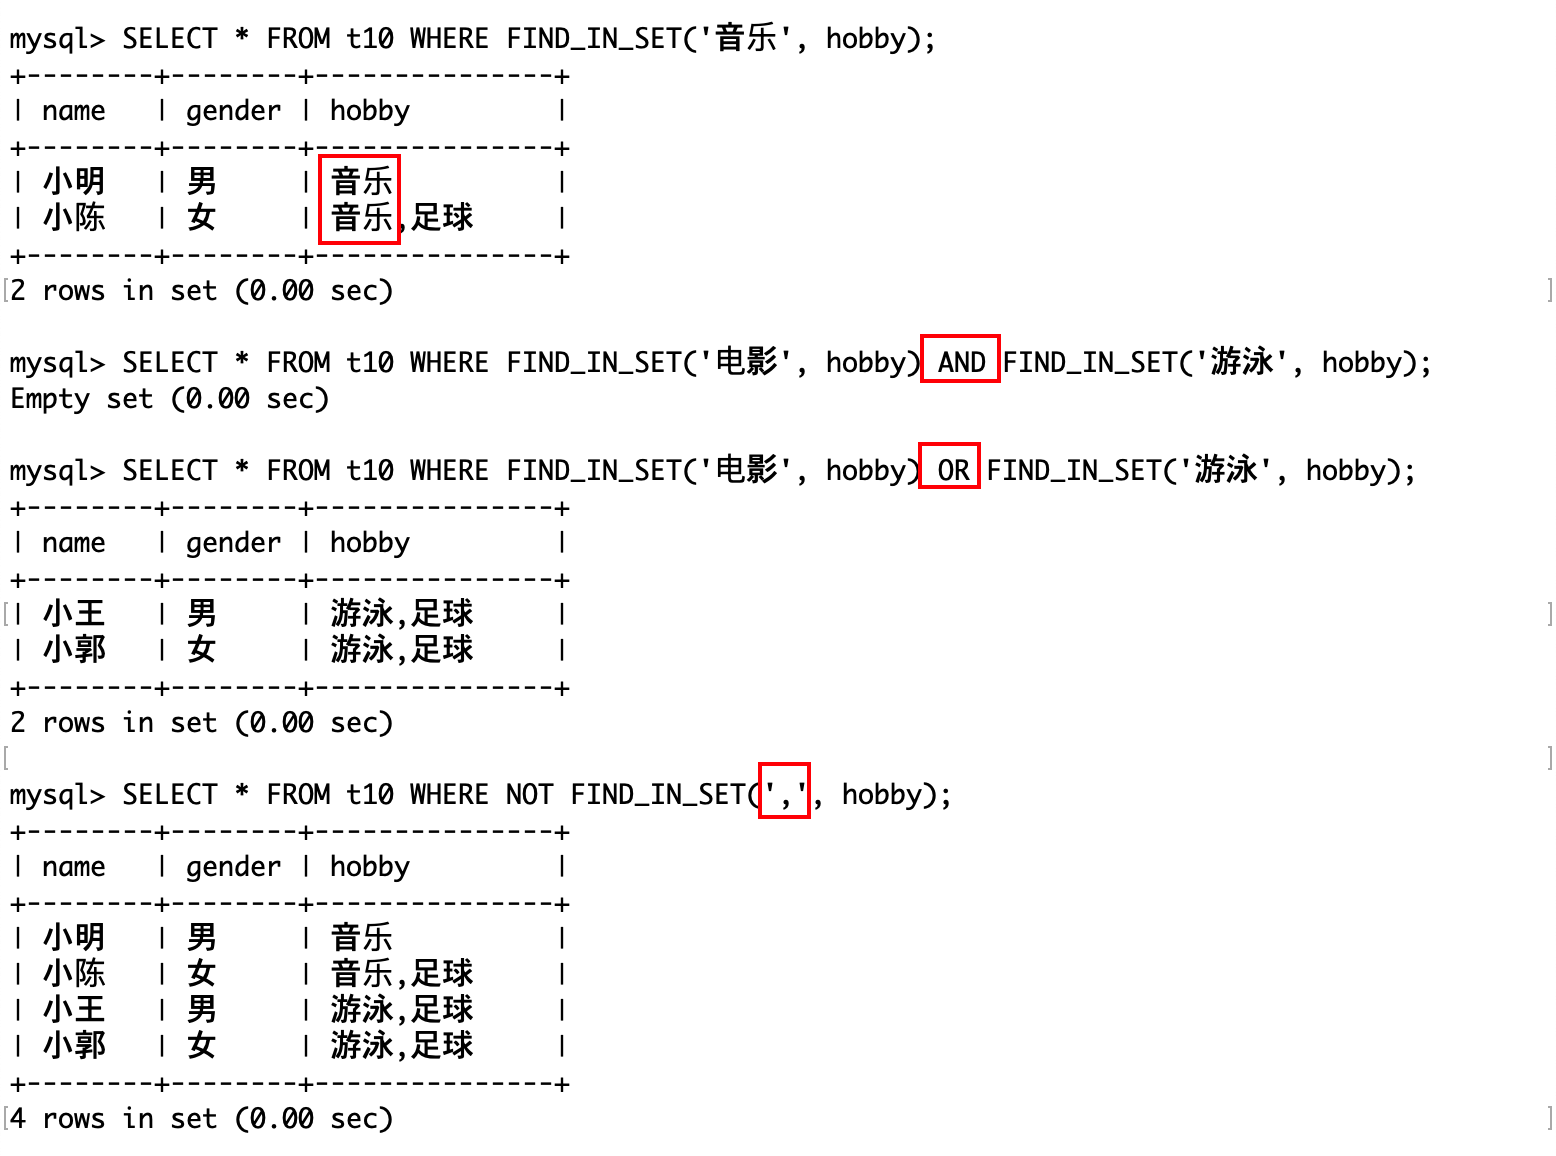 mysql> SELECT * FROM t10 WHERE FIND_IN_SET('音乐', hobby);
+--------+--------+---------------+
| name   | gender | hobby         |
+--------+--------+---------------+
| 小明   | 男     | 音乐          |
| 小陈   | 女     | 音乐,足球     |
+--------+--------+---------------+
[2 rows in set (0.00 sec) ]
mysql> SELECT * FROM t10 WHERE FIND_IN_SET('电影', hobby) AND FIND_IN_SET('游泳', hobby);
Empty set (0.00 sec)
mysql> SELECT * FROM t10 WHERE FIND_IN_SET('电影', hobby) OR FIND_IN_SET('游泳', hobby);
+--------+--------+---------------+
| name   | gender | hobby         |
+--------+--------+---------------+
[| 小王   | 男     | 游泳,足球     | ]
| 小郭   | 女     | 游泳,足球     |
+--------+--------+---------------+
2 rows in set (0.00 sec)
[ ]
mysql> SELECT * FROM t10 WHERE NOT FIND_IN_SET(',', hobby);
+--------+--------+---------------+
| name   | gender | hobby         |
+--------+--------+---------------+
| 小明   | 男     | 音乐          |
| 小陈   | 女     | 音乐,足球     |
| 小王   | 男     | 游泳,足球     |
| 小郭   | 女     | 游泳,足球     |
+--------+--------+---------------+
[4 rows in set (0.00 sec) ]